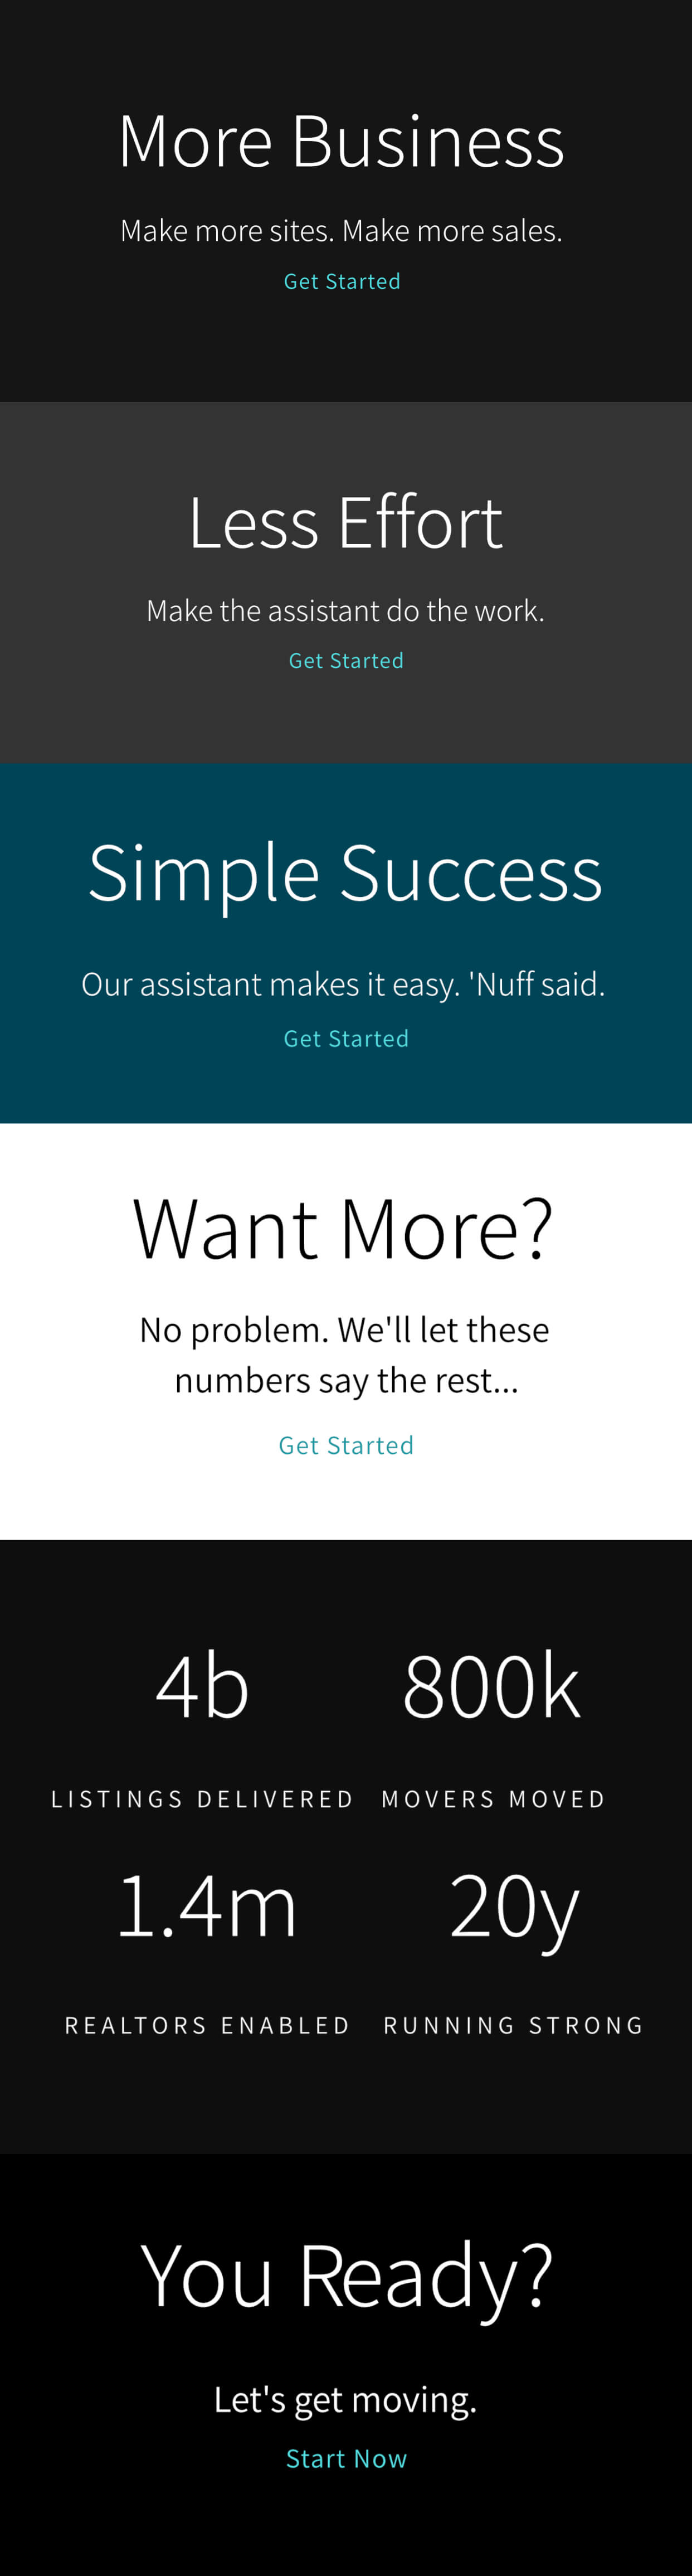 More Business
Make more sites. Make more sales.
Get Started
Less Effort
Make the assistant do the work.
Get Started
Simple Success
Our assistant makes it easy. 'Nuff said.
Get Started
Want More?
No problem. We'll let these
numbers say the rest...
Get Started
4b 800k
LISTINGS DELIVERED MOVERS MOVED
1.4m 20y
REALTORS ENABLED RUNNING STRONG
You Ready?
Let's get moving.
Start Now